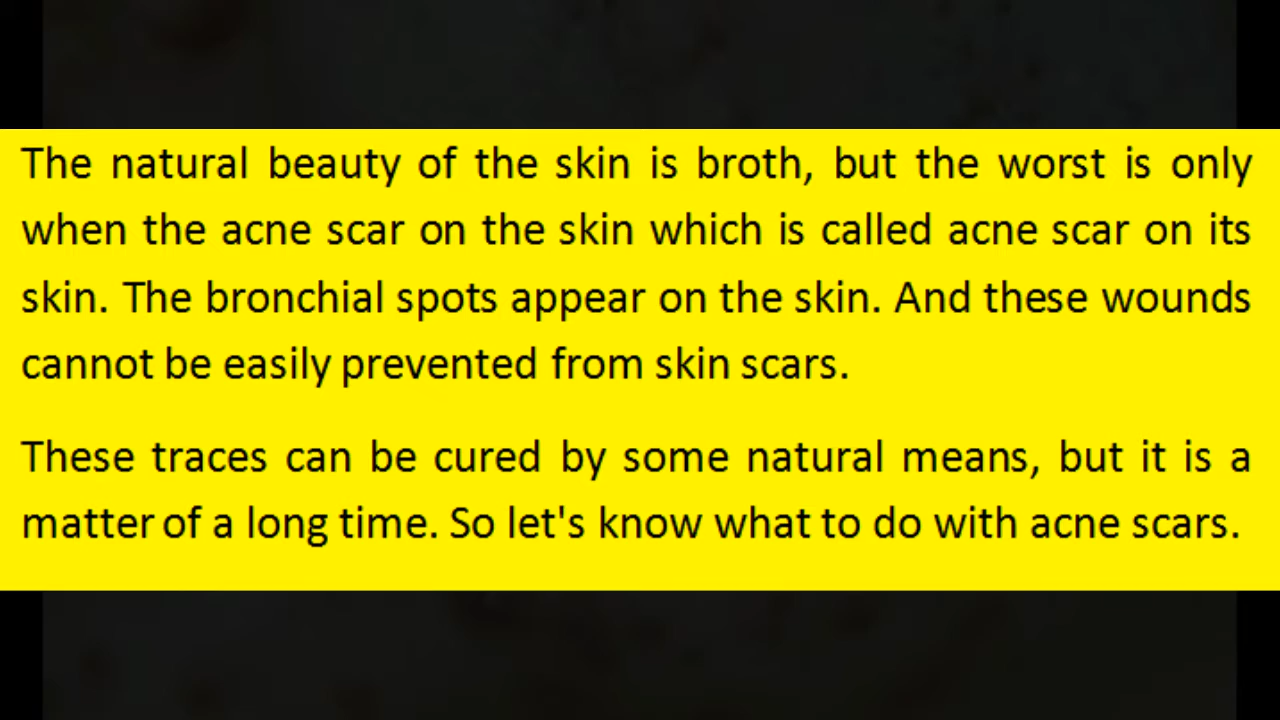 The natural beauty of the skin is broth, but the worst is only
when the acne scar on the skin which is called acne scar on its
skin. The bronchial spots appear on the skin. And these wounds
cannot be easily prevented from skin scars.
These traces can be cured by some natural means, but it is a
matter of a long time. So let's know what to do with acne scars.